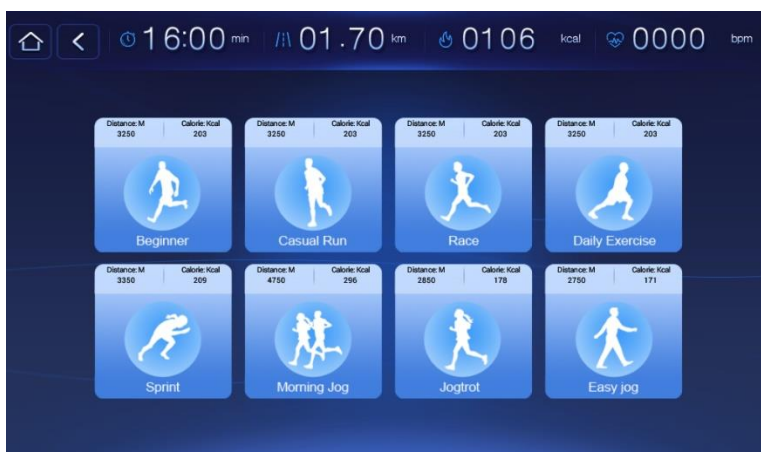 16:00 min 01.70 km 0106 kcal 0000 bpm
Distance: M Calorie: Kcal
3250 203
Beginner
Distance: M Calorie: Kcal
3250 203
Casual Run
Distance: M Calorie: Kcal
3250 203
Race
Distance: M Calorie: Kcal
3250 203
Daily Exercise
Distance: M Calorie: Kcal
3350 209
Sprint
Distance: M Calorie: Kcal
4750 296
Morning Jog
Distance: M Calorie: Kcal
2850 178
Jogtrot
Distance: M Calorie: Kcal
2750 171
Easy jog